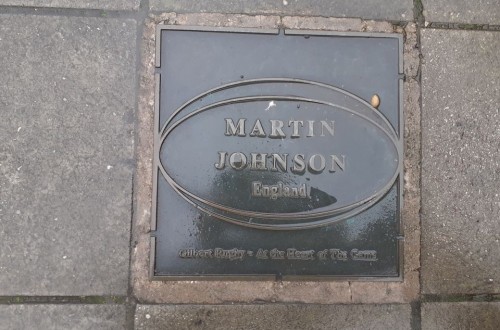 MARTIN
JOHNSON
England
Gilbert Rugby - At the Heart of The Game